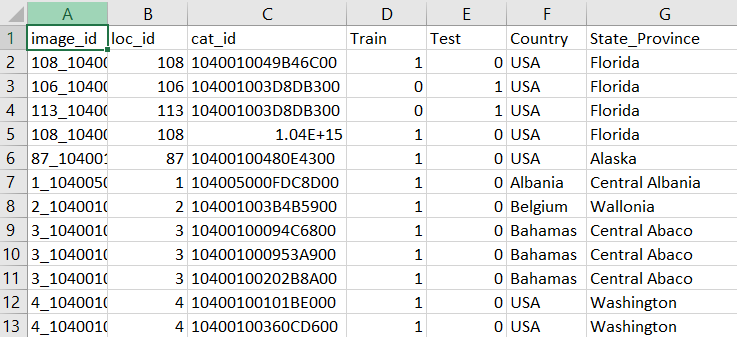 A B C D E F G
1 image_id loc_id cat_id Train Test Country State_Province
2 108_10400 108 1040010049B46C00 1 0 USA Florida
3 106_10400 106 104001003D8DB300 0 1 USA Florida
4 113_10400 113 104001003D8DB300 0 1 USA Florida
5 108_10400 108 1.04E+15 1 0 USA Florida
6 87_104001 87 10400100480E4300 1 0 USA Alaska
7 1_1040050 1 104005000FDC8D00 1 0 Albania Central Albania
8 2_1040010 2 104001003B4B5900 1 0 Belgium Wallonia
9 3_1040010 3 10400100094C6800 1 0 Bahamas Central Abaco
10 3_1040010 3 1040010000953A900 1 0 Bahamas Central Abaco
11 3_1040010 3 10400100202B8A00 1 0 Bahamas Central Abaco
12 4_1040010 4 10400100101BE000 1 0 USA Washington
13 4_1040010 4 10400100360CD600 1 0 USA Washington